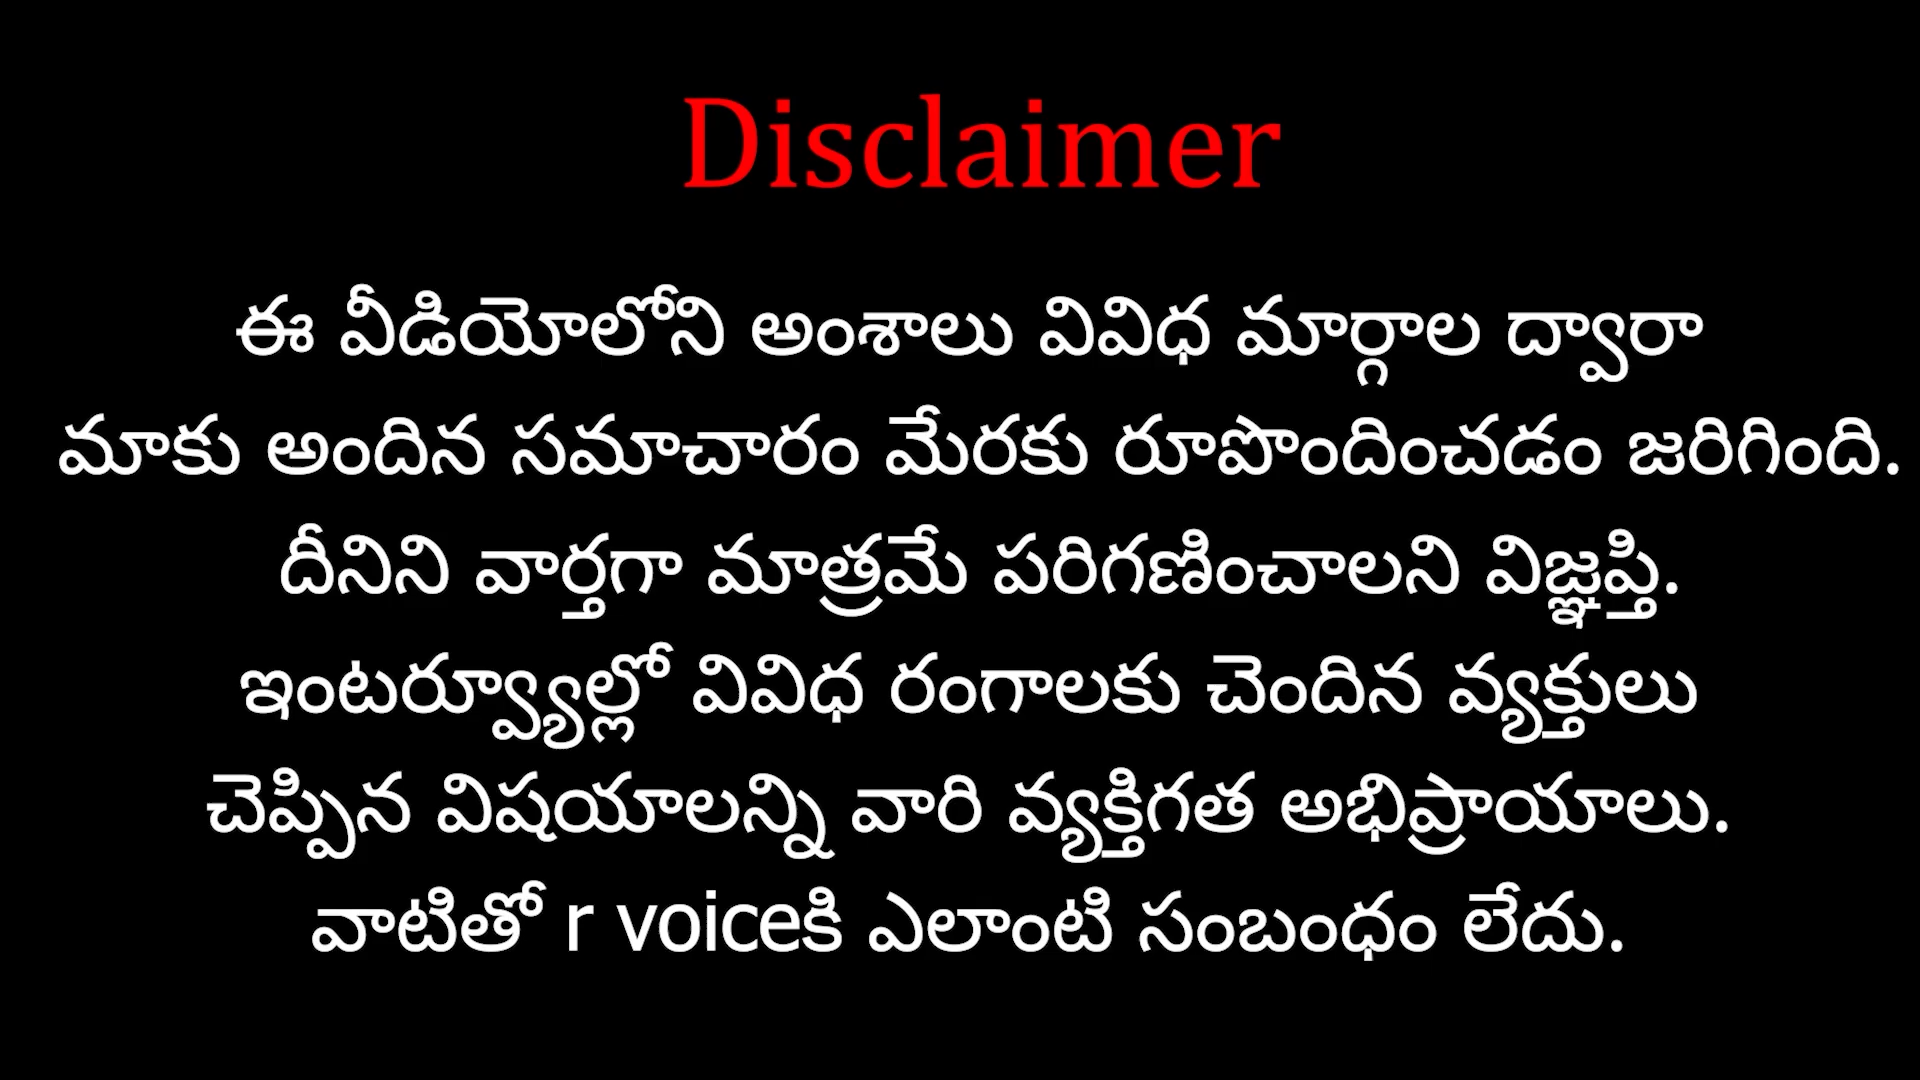 Disclaimer
ఈ వీడియోలోని అంశాలు వివిధ మార్గాల ద్వారా
మాకు అందిన సమాచారం మేరకు రూపొందించడం జరిగింది.
దీనిని వార్తగా మాత్రమే పరిగణించాలని విజ్ఞప్తి.
ఇంటర్వ్యూల్లో వివిధ రంగాలకు చెందిన వ్యక్తులు
చెప్పిన విషయాలన్ని వారి వ్యక్తిగత అభిప్రాయాలు.
వాటితో r voiceకి ఎలాంటి సంబంధం లేదు.